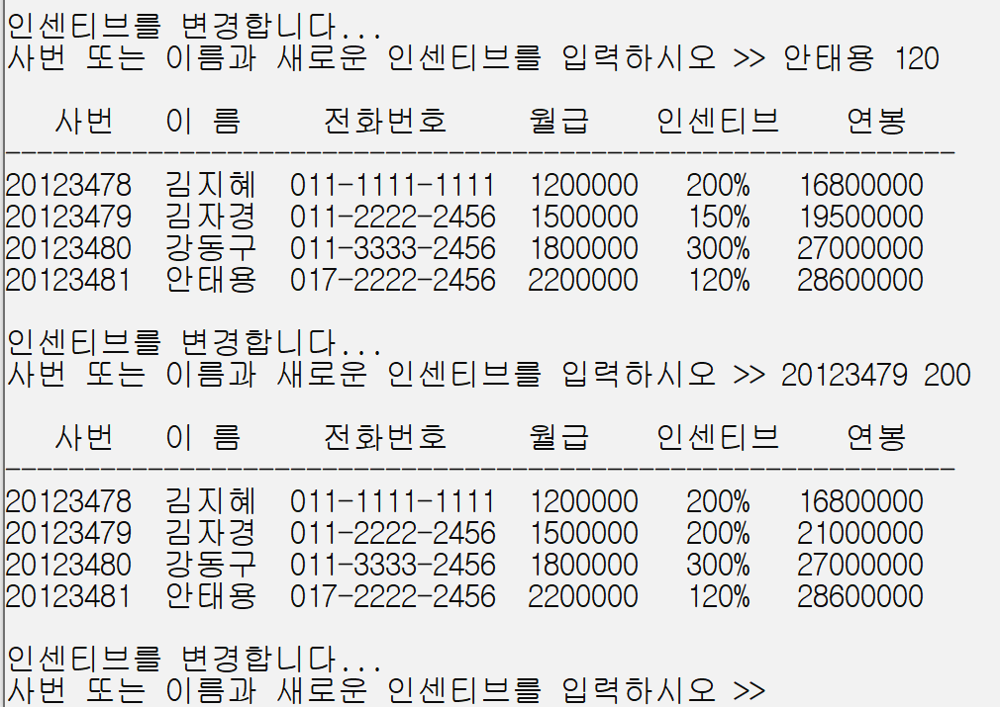 인센티브를 변경합니다...
사번 또는 이름과 새로운 인센티브를 입력하시오 >> 안태용 120
사번 이 름 전화번호 월급 인센티브 연봉
------------------------------------------------------------
20123478 김지혜 011-1111-1111 1200000 200% 16800000
20123479 김자경 011-2222-2456 1500000 150% 19500000
20123480 강동구 011-3333-2456 1800000 300% 27000000
20123481 안태용 017-2222-2456 2200000 120% 28600000
인센티브를 변경합니다...
사번 또는 이름과 새로운 인센티브를 입력하시오 >> 20123479 200
사번 이 름 전화번호 월급 인센티브 연봉
------------------------------------------------------------
20123478 김지혜 011-1111-1111 1200000 200% 16800000
20123479 김자경 011-2222-2456 1500000 200% 21000000
20123480 강동구 011-3333-2456 1800000 300% 27000000
20123481 안태용 017-2222-2456 2200000 120% 28600000
인센티브를 변경합니다...
사번 또는 이름과 새로운 인센티브를 입력하시오 >>